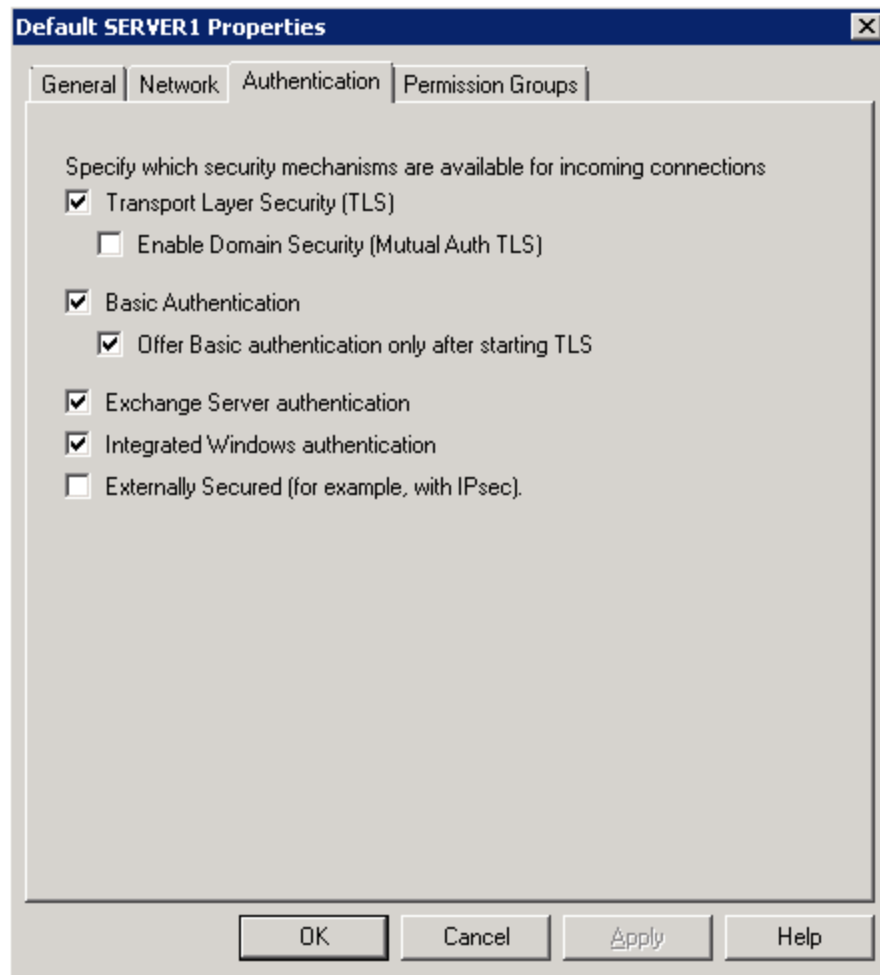 Default SERVER1 Properties
General Network Authentication Permission Groups
Specify which security mechanisms are available for incoming connections
Transport Layer Security (TLS)
Enable Domain Security (Mutual Auth TLS)
Basic Authentication
Offer Basic authentication only after starting TLS
Exchange Server authentication
Integrated Windows authentication
Externally Secured (for example, with IPsec).
OK Cancel Apply Help